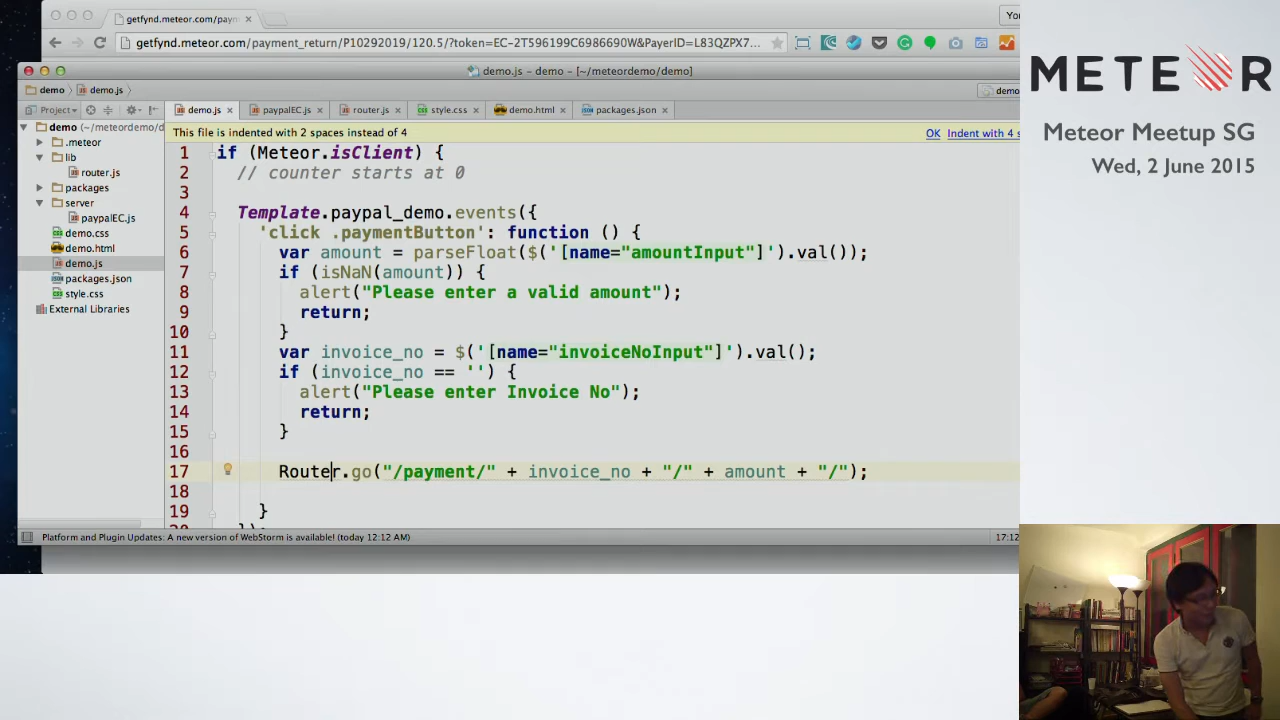 getfynd.meteor.com/paym
You
getfynd.meteor.com/payment_return/P10292019/120.5/?token=EC-2T596199C6986690W&PayerID=L83QZPX7...
demo.js - demo - [~/meteordemo/demo]
demo
demo.js
demo
Project
demo.js
paypalEC.js
router.js
style.css
demo.html
packages.json
demo (~/meteordemo/d
.meteor
lib
router.js
packages
server
paypalEC.js
demo.css
demo.html
demo.js
packages.json
style.css
External Libraries
This file is indented with 2 spaces instead of 4
OK Indent with 4 s
1 if (Meteor.isClient) {
2 // counter starts at 0
3
4 Template.paypal_demo.events({
5 'click .paymentButton': function () {
6 var amount = parseFloat($('[name="amountInput"]').val());
7 if (isNaN(amount)) {
8 alert("Please enter a valid amount");
9 return;
10 }
11 var invoice_no = $('[name="invoiceNoInput"]').val();
12 if (invoice_no == '') {
13 alert("Please enter Invoice No");
14 return;
15 }
16
17 Router.go("/payment/" + invoice_no + "/" + amount + "/");
18
19 }
20 });
Platform and Plugin Updates: A new version of WebStorm is available! (today 12:12 AM)
17:12
METEOR
Meteor Meetup SG
Wed, 2 June 2015